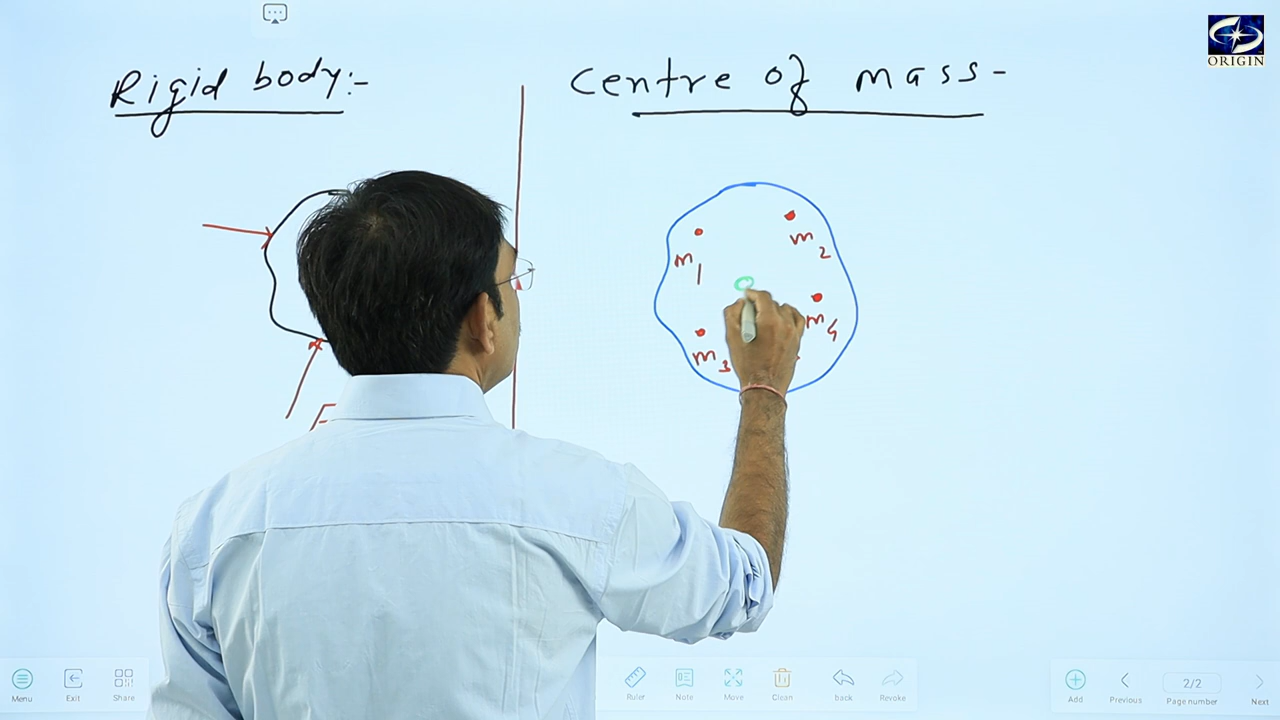 Rigid body:-
Centre of mass-
m1
m2
m3
m4
F
ORIGIN
Menu
Exit
Share
Ruler
Note
Move
Clean
back
Revoke
Add
Previous
2/2
Page number
Next